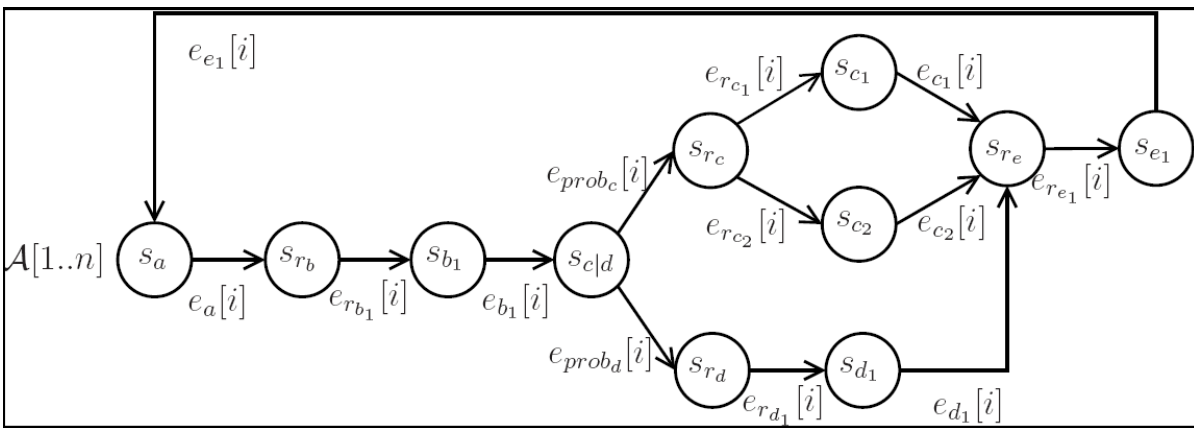 e_{e_1}[i]
s_{c_1}
e_{r_{c_1}}[i]
e_{c_1}[i]
s_{r_c}
s_{r_e}
s_{e_1}
e_{prob_c}[i]
e_{r_{e_1}}[i]
e_{r_{c_2}}[i]
s_{c_2}
e_{c_2}[i]
𝒜[1..n]
s_a
s_{r_b}
s_{b_1}
s_{c|d}
e_a[i]
e_{r_{b_1}}[i]
e_{b_1}[i]
e_{prob_d}[i]
s_{r_d}
s_{d_1}
e_{r_{d_1}}[i]
e_{d_1}[i]